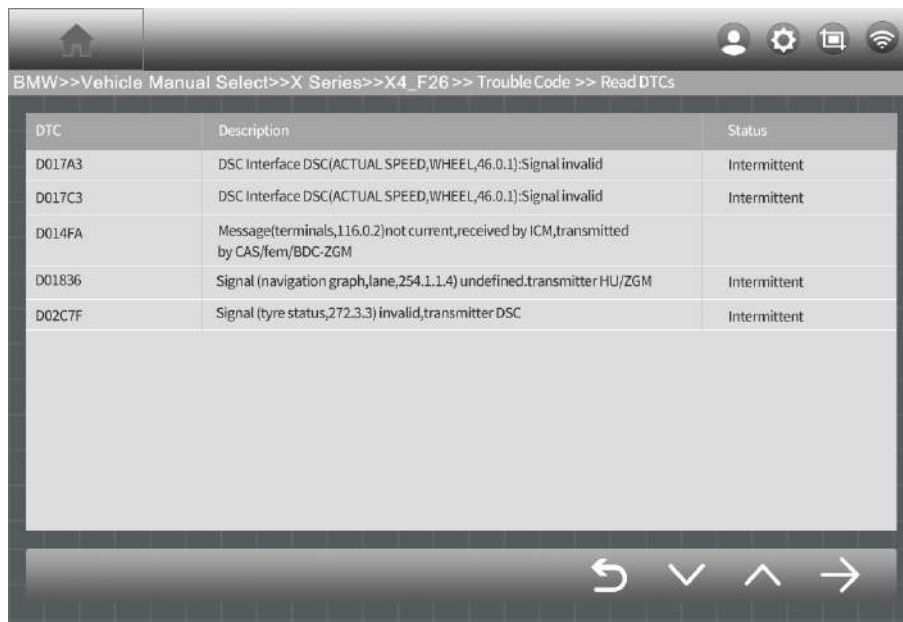 BMW>>Vehicle Manual Select>>X Series>>X4_F26>> Trouble Code >> Read DTCs
DTC Description Status
D017A3 DSC Interface DSC(ACTUAL SPEED,WHEEL,46.0.1):Signal invalid Intermittent
D017C3 DSC Interface DSC(ACTUAL SPEED,WHEEL,46.0.1):Signal invalid Intermittent
D014FA Message(terminals,116.0.2)not current,received by ICM,transmitted
by CAS/fem/BDC-ZGM
D01836 Signal (navigation graph,lane,254.1.1.4) undefined.transmitter HU/ZGM Intermittent
D02C7F Signal (tyre status,272.3.3) invalid,transmitter DSC Intermittent